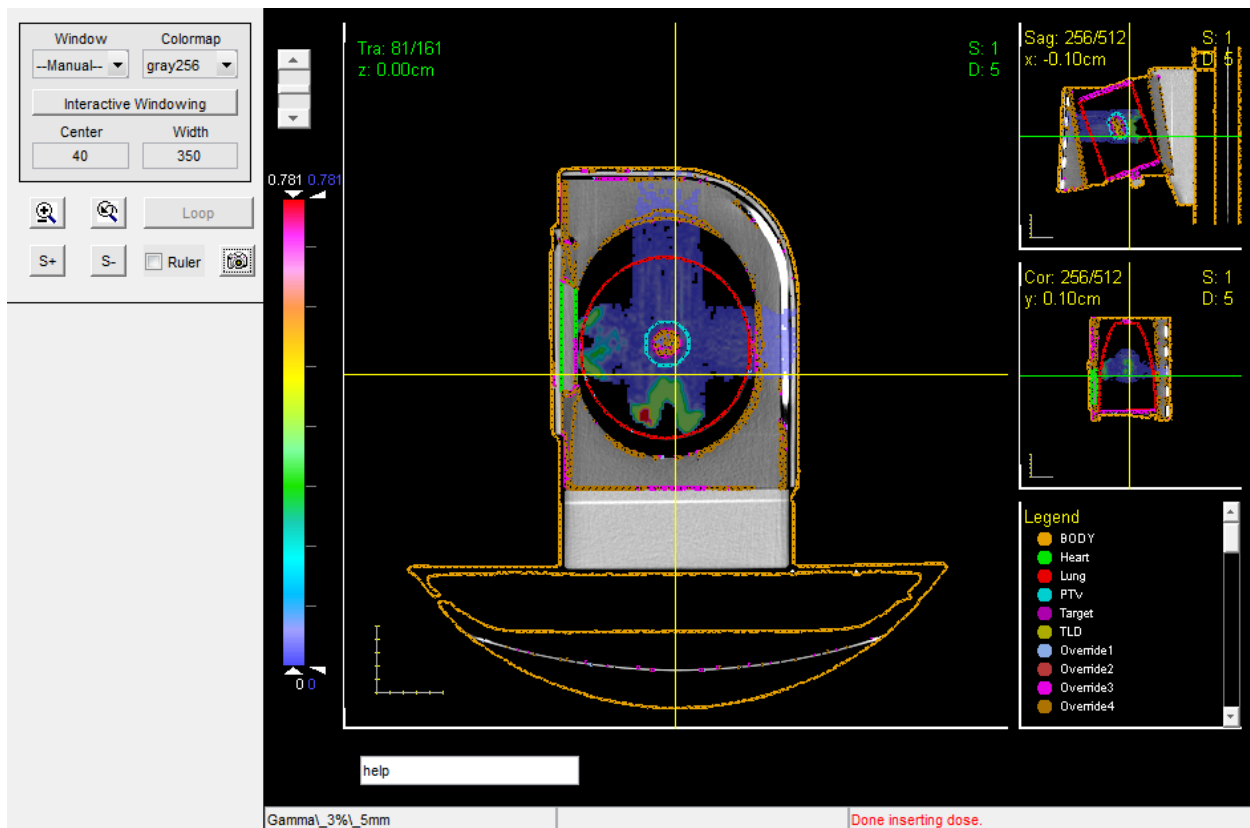 Window Colormap
--Manual-- gray256
Interactive Windowing
Center Width
40 350
Loop
S+ S- Ruler
0.781 0.781
0 0
Tra: 81/161
z: 0.00cm
S: 1
D: 5
Sag: 256/512 S: 1
x: -0.10cm D: 5
Cor: 256/512 S: 1
y: 0.10cm D: 5
Legend
BODY
Heart
Lung
PTv
Target
TLD
Override1
Override2
Override3
Override4
help
Gamma\_3%\_5mm
Done inserting dose.